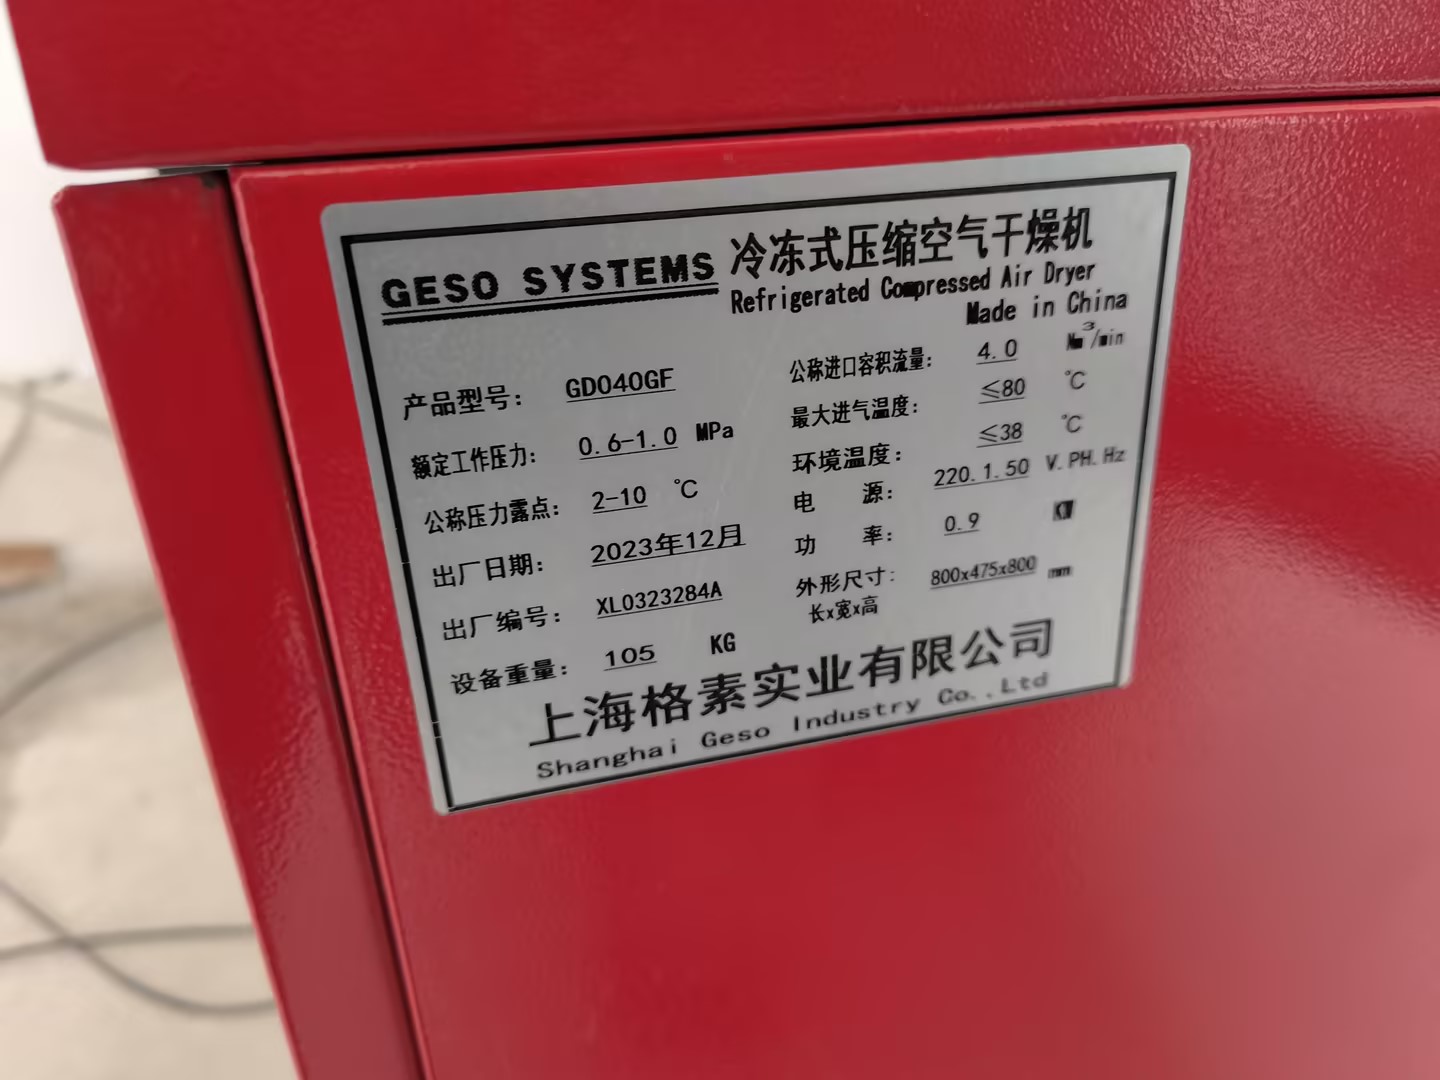 GESO SYSTEMS 冷冻式压缩空气干燥机
Refrigerated Compressed Air Dryer
Made in China
产品型号: GD040GF
额定工作压力: 0.6-1.0 MPa
公称压力露点: 2-10 ℃
出厂日期: 2023年12月
出厂编号: XL0323284A
设备重量: 105 KG
公称进口容积流量: 4.0 Nm³/min
最大进气温度: ≤80 ℃
环境温度: ≤38 ℃
电 源: 220.1.50 V.PH.Hz
功 率: 0.9
外形尺寸: 800x475x800 mm
长x宽x高
上海格素实业有限公司
Shanghai Geso Industry Co.,Ltd